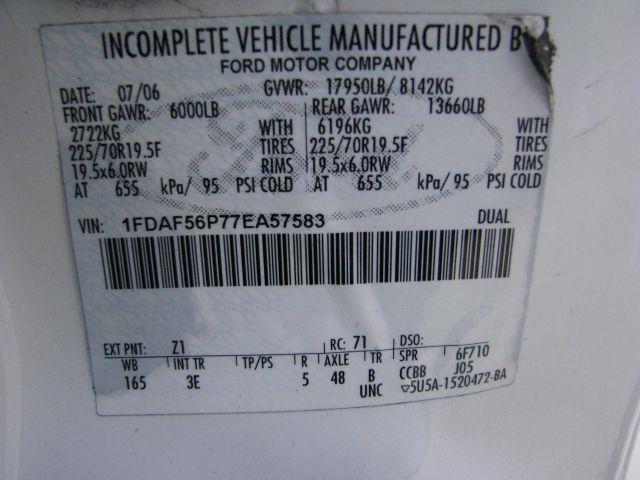 INCOMPLETE VEHICLE MANUFACTURED B
FORD MOTOR COMPANY
DATE: 07/06 GVWR: 17950LB/ 8142KG
FRONT GAWR: 6000LB REAR GAWR: 13660LB
2722KG WITH 6196KG WITH
225/70R19.5F TIRES 225/70R19.5F TIRES
19.5x6.0RW RIMS 19.5x6.0RW RIMS
AT 655 kPa/ 95 PSI COLD AT 655 kPa/ 95 PSI COLD
VIN: 1FDAF56P77EA57583 DUAL
EXT PNT: Z1 RC: 71 DSO:
WB INT TR TP/PS R AXLE TR SPR 6F710
165 3E 5 48 B CCBB J05
UNC ▽5U5A-1520472-BA